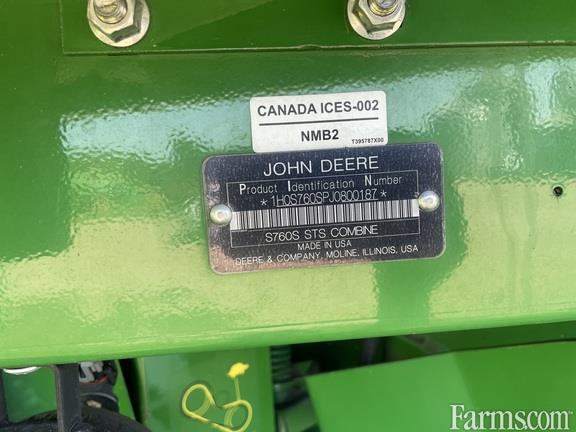 CANADA ICES-002
NMB2
T395787X00
JOHN DEERE
Product Identification Number
*1H0S760SPJ0800187*
S760S STS COMBINE
MADE IN USA
DEERE & COMPANY, MOLINE, ILLINOIS, USA
Farms.com